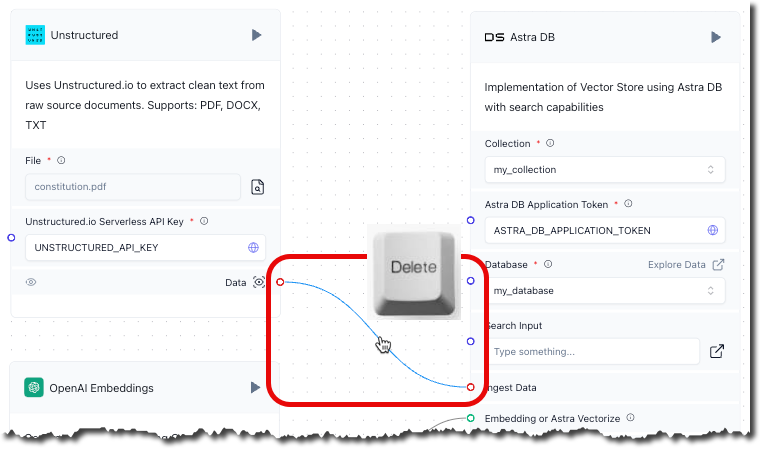 Unstructured
Uses Unstructured.io to extract clean text from
raw source documents. Supports: PDF, DOCX,
TXT
File *
constitution.pdf
Unstructured.io Serverless API Key *
UNSTRUCTURED_API_KEY
Data
OpenAI Embeddings
Delete
DS Astra DB
Implementation of Vector Store using Astra DB
with search capabilities
Collection *
my_collection
Astra DB Application Token *
ASTRA_DB_APPLICATION_TOKEN
Database *
Explore Data
my_database
Search Input
Type something...
Ingest Data
Embedding or Astra Vectorize